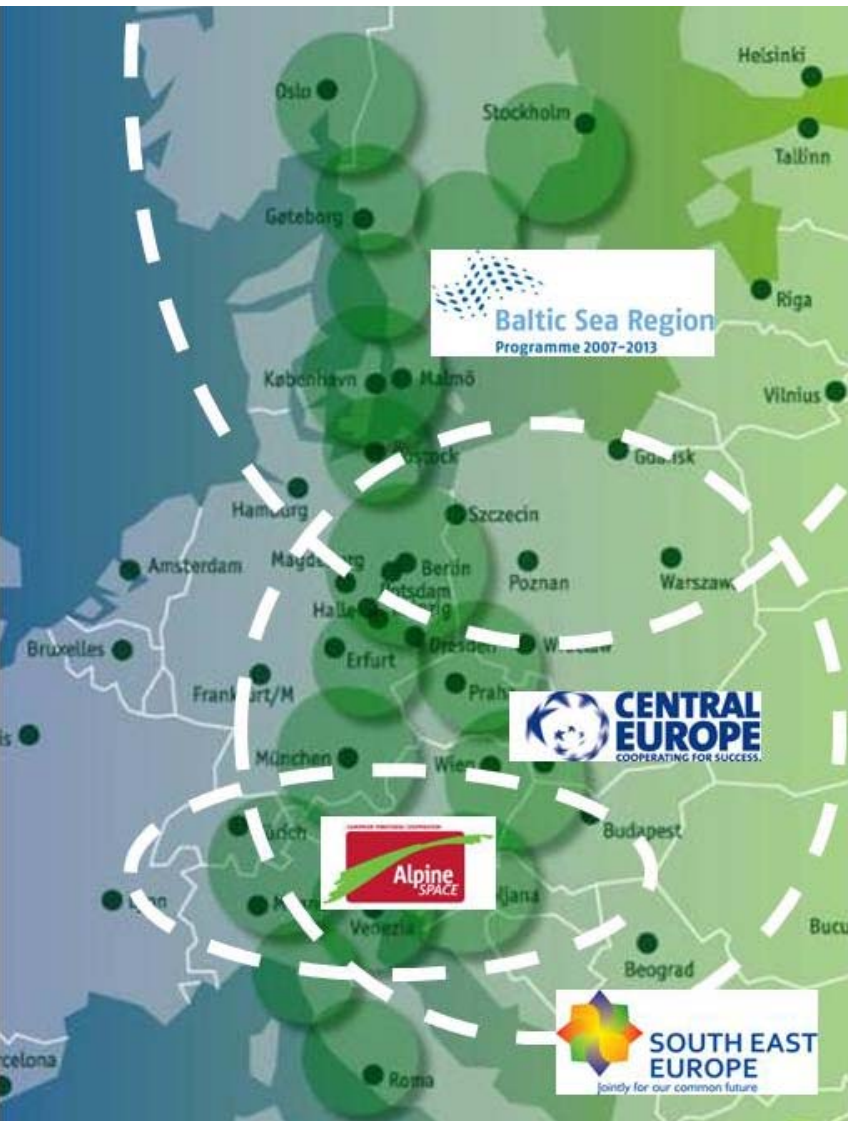 Helsinki
Oslo
Stockholm
Tallinn
Gøteborg
Baltic Sea Region
Programme 2007-2013
Riga
København
Malmö
Vilnius
Gdansk
Hamburg
Szczecin
Amsterdam
Berlin
Poznan
Warszaw
Halle
Bruxelles
Erfurt
Dresden
Frankfurt/M
Praha
CENTRAL
EUROPE
COOPERATING FOR SUCCESS.
München
Wien
Budapest
Alpine
SPACE
Venezia
Bucu
Beograd
SOUTH EAST
EUROPE
Jointly for our common future
rcelona
Roma